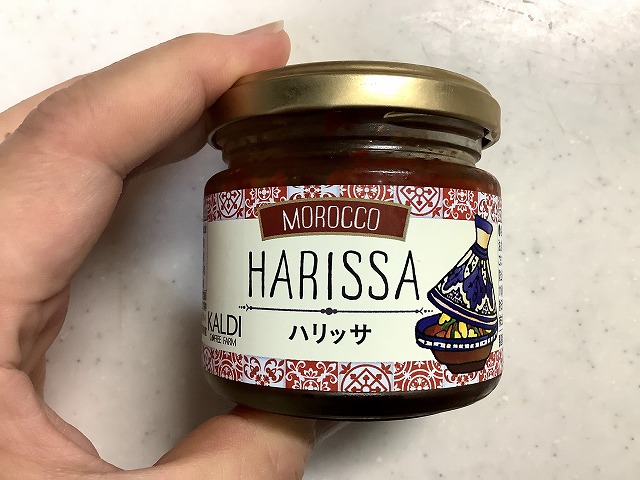 MOROCCO
HARISSA
ハリッサ
KALDI
COFFEE FARM